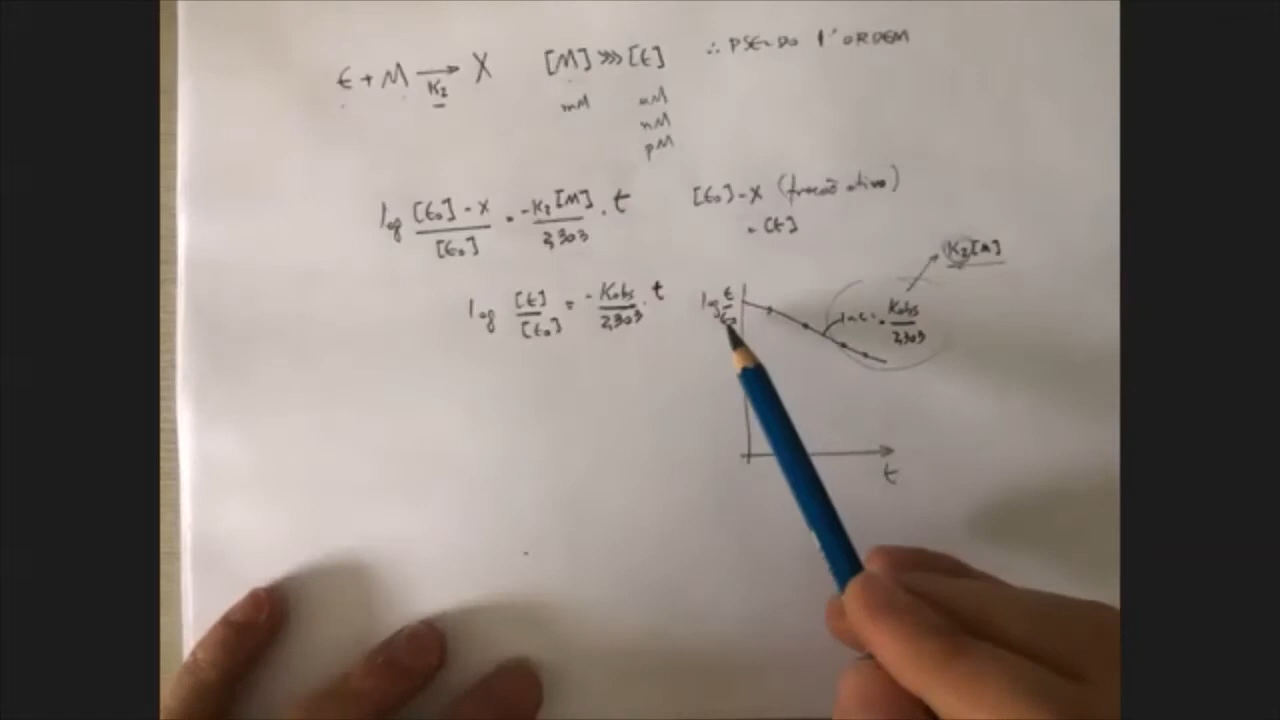 E + M → X [M] >>> [E] ∴ PSEUDO 1ª ORDEM
K2
mM uM
nM
pM
log [E0] - X / [E0] = -K2[M] / 2,303 . t [E0] - X (fração ativa)
= [E]
K2[M]
log [E] / [E0] = -Kobs / 2,303 . t log E / E0 inc = - Kobs / 2,303
t